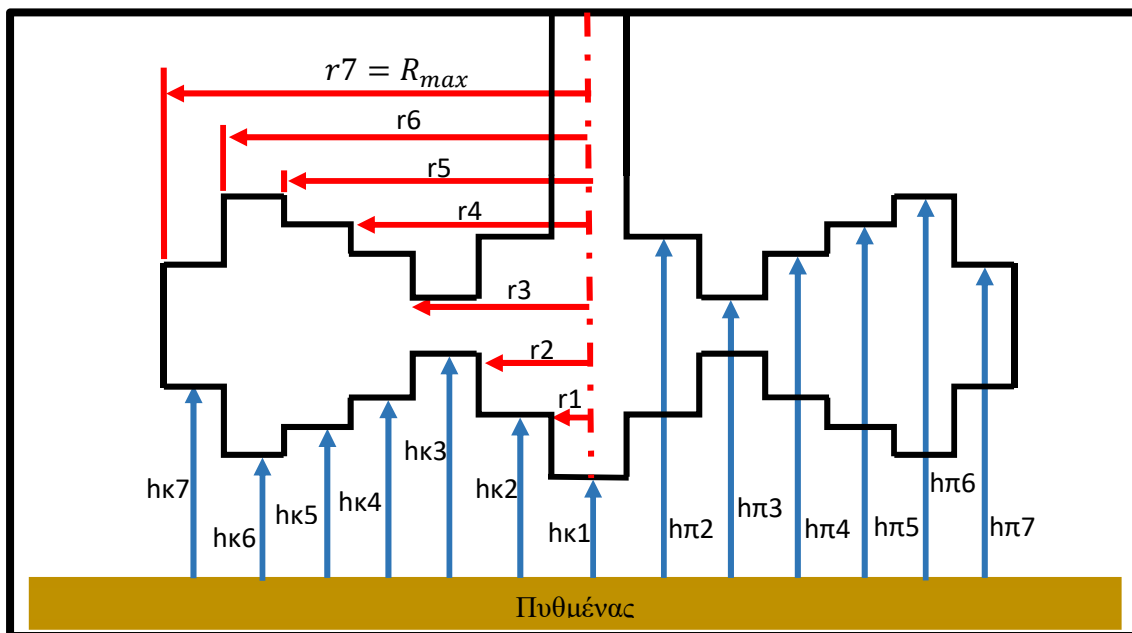 r7 = Rmax
r6
r5
r4
r3
r2
r1
hκ7
hκ6
hκ5
hκ4
hκ3
hκ2
hκ1
hπ2
hπ3
hπ4
hπ5
hπ6
hπ7
Πυθμένας